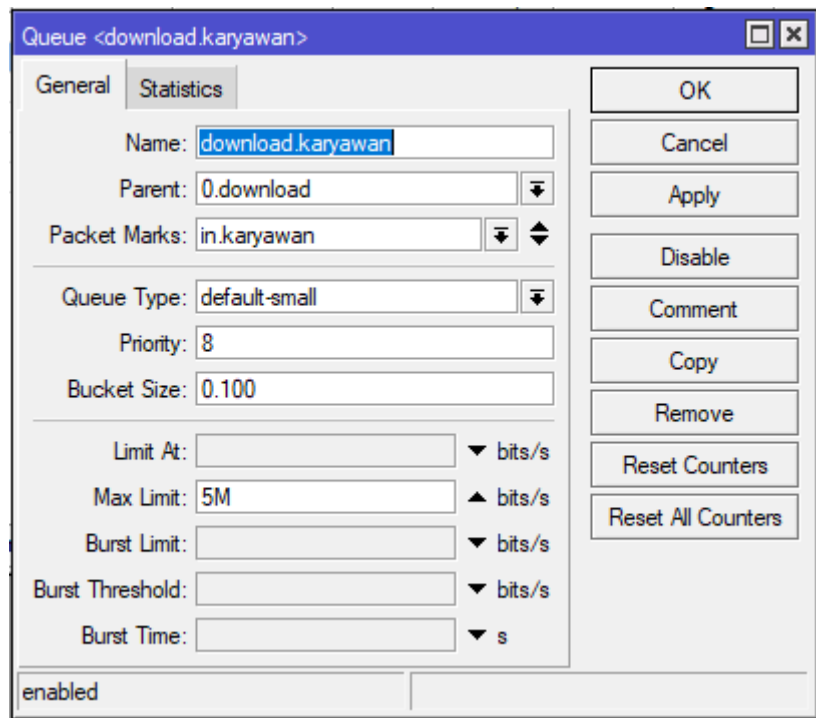 Queue <download.karyawan>
General
Statistics
Name: download.karyawan
Parent: 0.download
Packet Marks: in.karyawan
Queue Type: default-small
Priority: 8
Bucket Size: 0.100
Limit At: bits/s
Max Limit: 5M bits/s
Burst Limit: bits/s
Burst Threshold: bits/s
Burst Time: s
OK
Cancel
Apply
Disable
Comment
Copy
Remove
Reset Counters
Reset All Counters
enabled